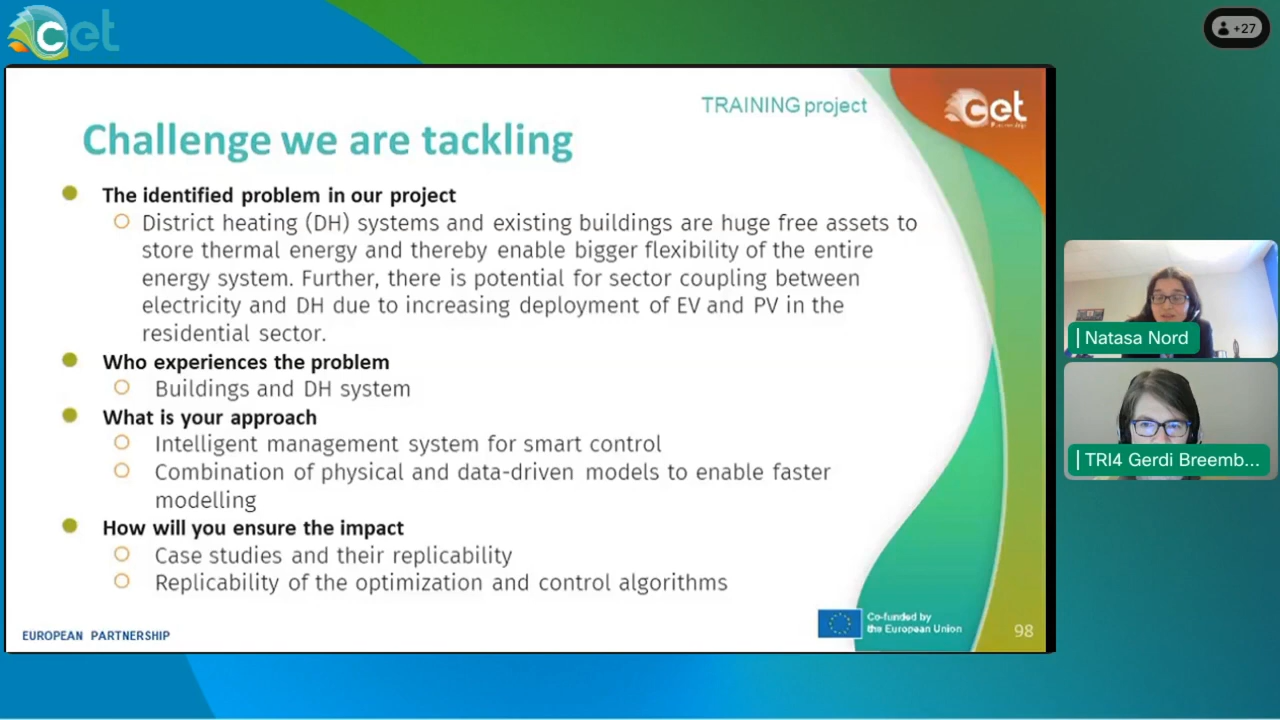 cet
+27
TRAINING project
cet
Challenge we are tackling
The identified problem in our project
District heating (DH) systems and existing buildings are huge free assets to
store thermal energy and thereby enable bigger flexibility of the entire
energy system. Further, there is potential for sector coupling between
electricity and DH due to increasing deployment of EV and PV in the
residential sector.
Who experiences the problem
Buildings and DH system
What is your approach
Intelligent management system for smart control
Combination of physical and data-driven models to enable faster
modelling
How will you ensure the impact
Case studies and their replicability
Replicability of the optimization and control algorithms
EUROPEAN PARTNERSHIP
Co-funded by
the European Union
98
Natasa Nord
TRI4 Gerdi Breemb...